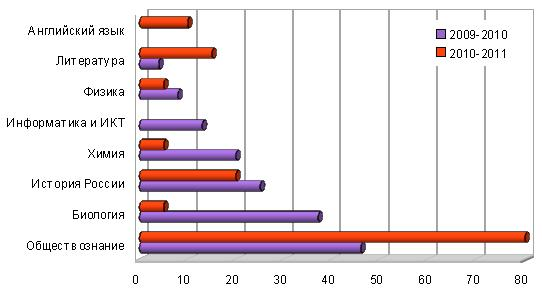 Английский язык
Литература
Физика
Информатика и ИКТ
Химия
История России
Биология
Обществознание
2009-2010
2010-2011
0 10 20 30 40 50 60 70 80